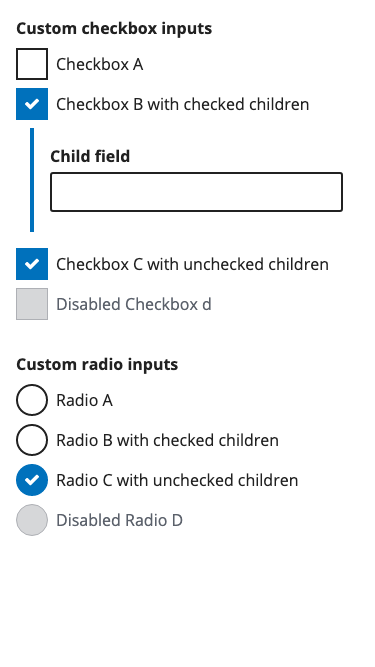 Custom checkbox inputs
Checkbox A
Checkbox B with checked children
Child field
Checkbox C with unchecked children
Disabled Checkbox d
Custom radio inputs
Radio A
Radio B with checked children
Radio C with unchecked children
Disabled Radio D